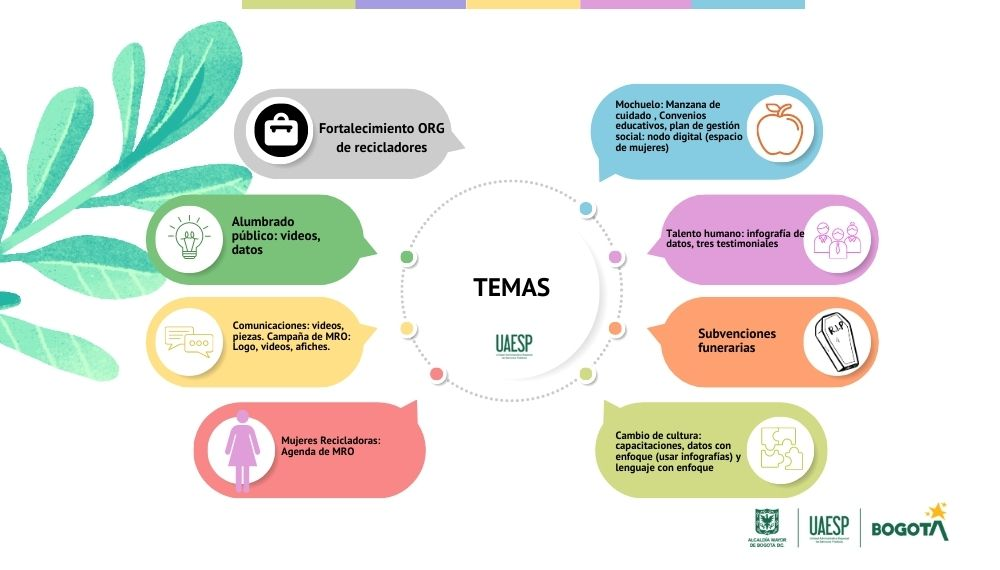 Fortalecimiento ORG
de recicladores
Alumbrado
público: videos,
datos
Comunicaciones: videos,
piezas. Campaña de MRO:
Logo, videos, afiches.
Mujeres Recicladoras:
Agenda de MRO
TEMAS
UAESP
Mochuelo: Manzana de
cuidado , Convenios
educativos, plan de gestión
social: nodo digital (espacio
de mujeres)
Talento humano: infografía de
datos, tres testimoniales
Subvenciones
funerarias
R.I.P
Cambio de cultura:
capacitaciones, datos con
enfoque (usar infografías) y
lenguaje con enfoque
ALCALDÍA MAYOR
DE BOGOTÁ D.C.
UAESP
BOGOTÁ